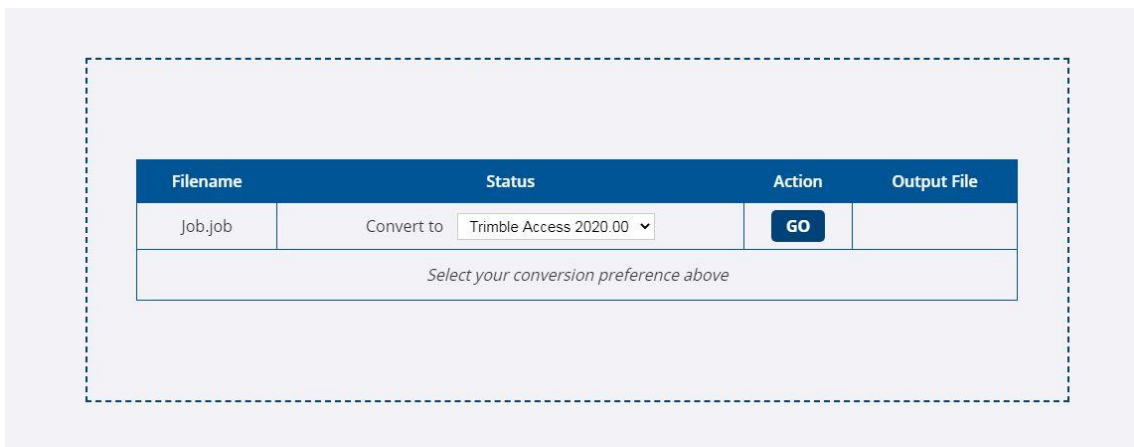 Filename Status Action Output File
Job.job Convert to Trimble Access 2020.00 GO
Select your conversion preference above